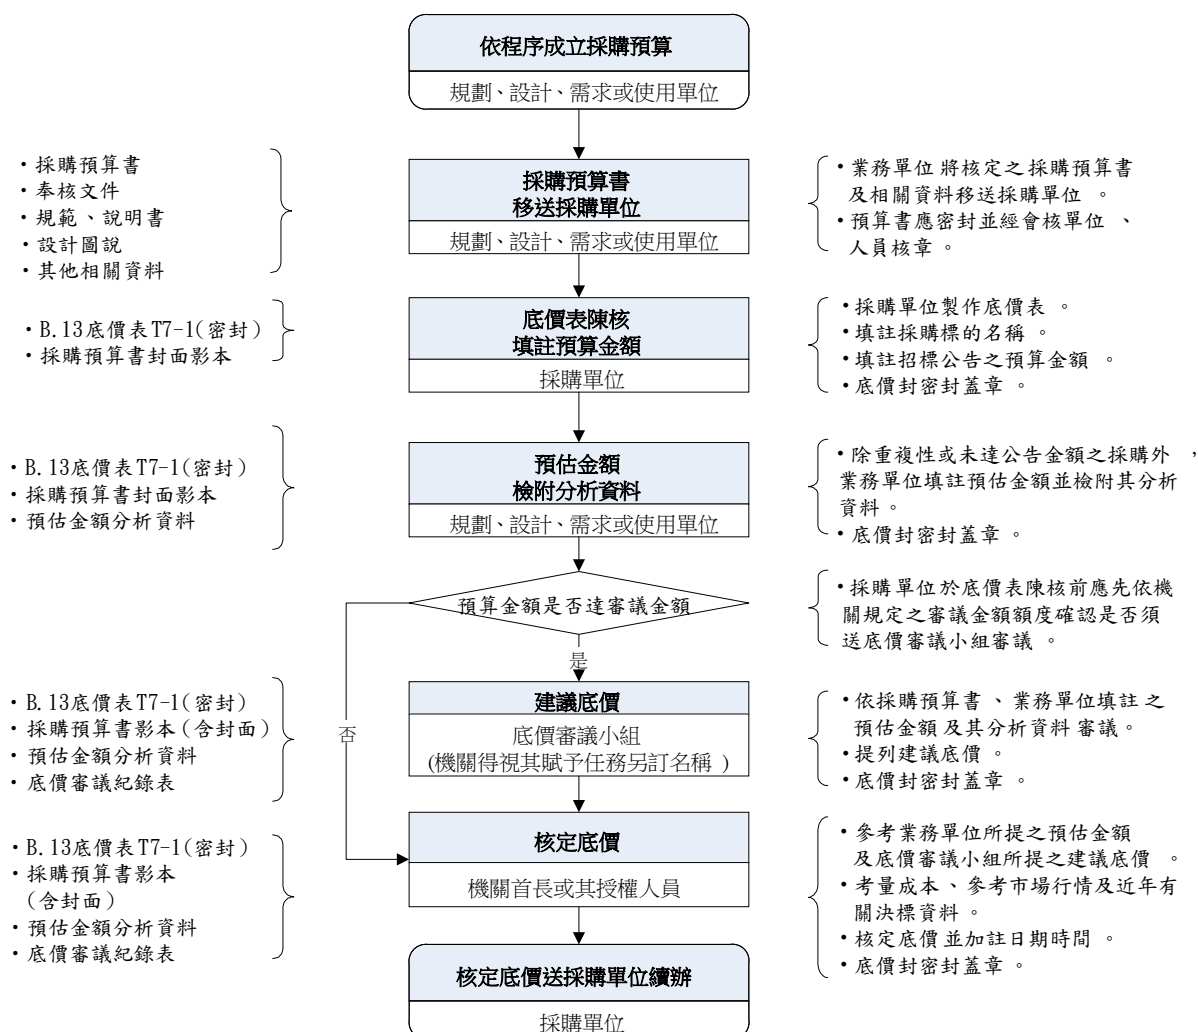 依程序成立採購預算
規劃、設計、需求或使用單位
・採購預算書
・奉核文件
・規範、說明書
・設計圖說
・其他相關資料
採購預算書
移送採購單位
規劃、設計、需求或使用單位
・業務單位 將核定之採購預算書
及相關資料移送採購單位 。
・預算書應密封並經會核單位 、
人員核章 。
・B.13底價表T7-1(密封)
・採購預算書封面影本
底價表陳核
填註預算金額
採購單位
・採購單位製作底價表 。
・填註採購標的名稱 。
・填註招標公告之預算金額 。
・底價封密封蓋章 。
・B.13底價表T7-1(密封)
・採購預算書封面影本
・預估金額分析資料
預估金額
檢附分析資料
規劃、設計、需求或使用單位
・除重複性或未達公告金額之採購外 ,
業務單位填註預估金額並檢附其分析
資料。
・底價封密封蓋章 。
預算金額是否達審議金額
・採購單位於底價表陳核前應先依機
關規定之審議金額額度確認是否須
送底價審議小組審議 。
是
否
・B.13底價表T7-1(密封)
・採購預算書影本(含封面)
・預估金額分析資料
・底價審議紀錄表
建議底價
底價審議小組
(機關得視其賦予任務另訂名稱 )
・依採購預算書 、業務單位填註之
預估金額及其分析資料審議。
・提列建議底價 。
・底價封密封蓋章 。
・B.13底價表T7-1(密封)
・採購預算書影本
(含封面)
・預估金額分析資料
・底價審議紀錄表
核定底價
機關首長或其授權人員
・參考業務單位所提之預估金額
及底價審議小組所提之建議底價 。
・考量成本 、參考市場行情及近年有
關決標資料 。
・核定底價並加註日期時間 。
・底價封密封蓋章 。
核定底價送採購單位續辦
採購單位